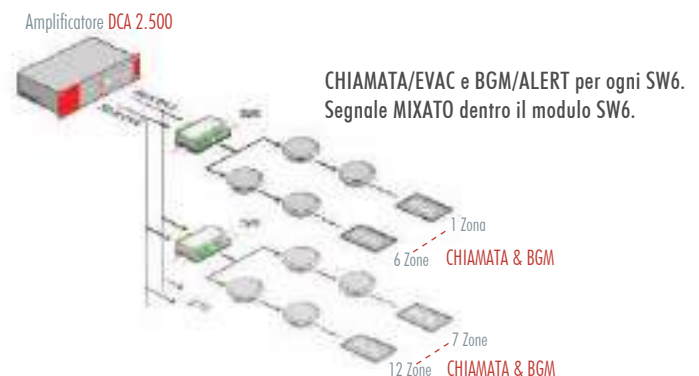 Amplificatore DCA 2.500
CHIAMATA/EVAC e BGM/ALERT per ogni SW6.
Segnale MIXATO dentro il modulo SW6.
1 Zona
6 Zone CHIAMATA & BGM
7 Zone
12 Zone CHIAMATA & BGM